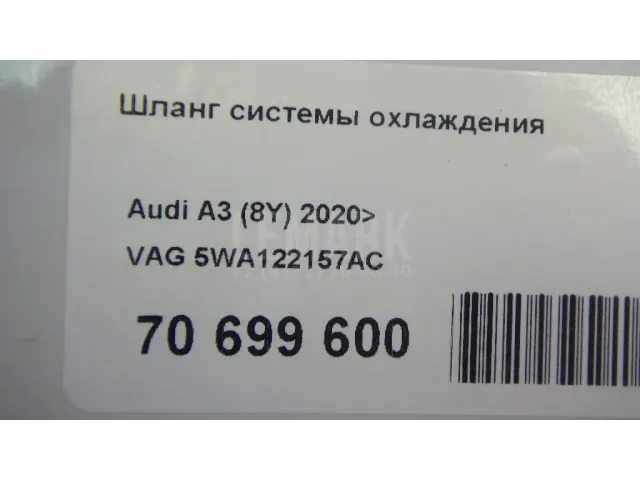 Шланг системы охлаждения
Audi A3 (8Y) 2020>
VAG 5WA122157AC
70 699 600